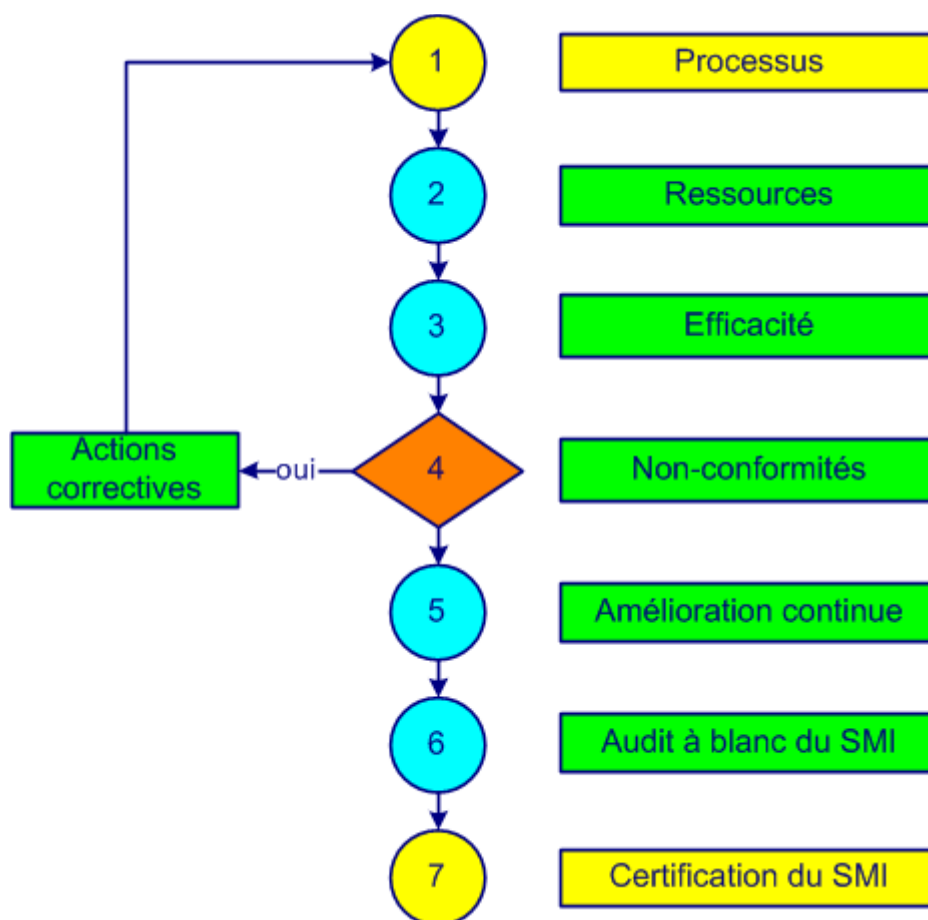 1
Processus
2
Ressources
3
Efficacité
Actions
correctives
oui
4
Non-conformités
5
Amélioration continue
6
Audit à blanc du SMI
7
Certification du SMI